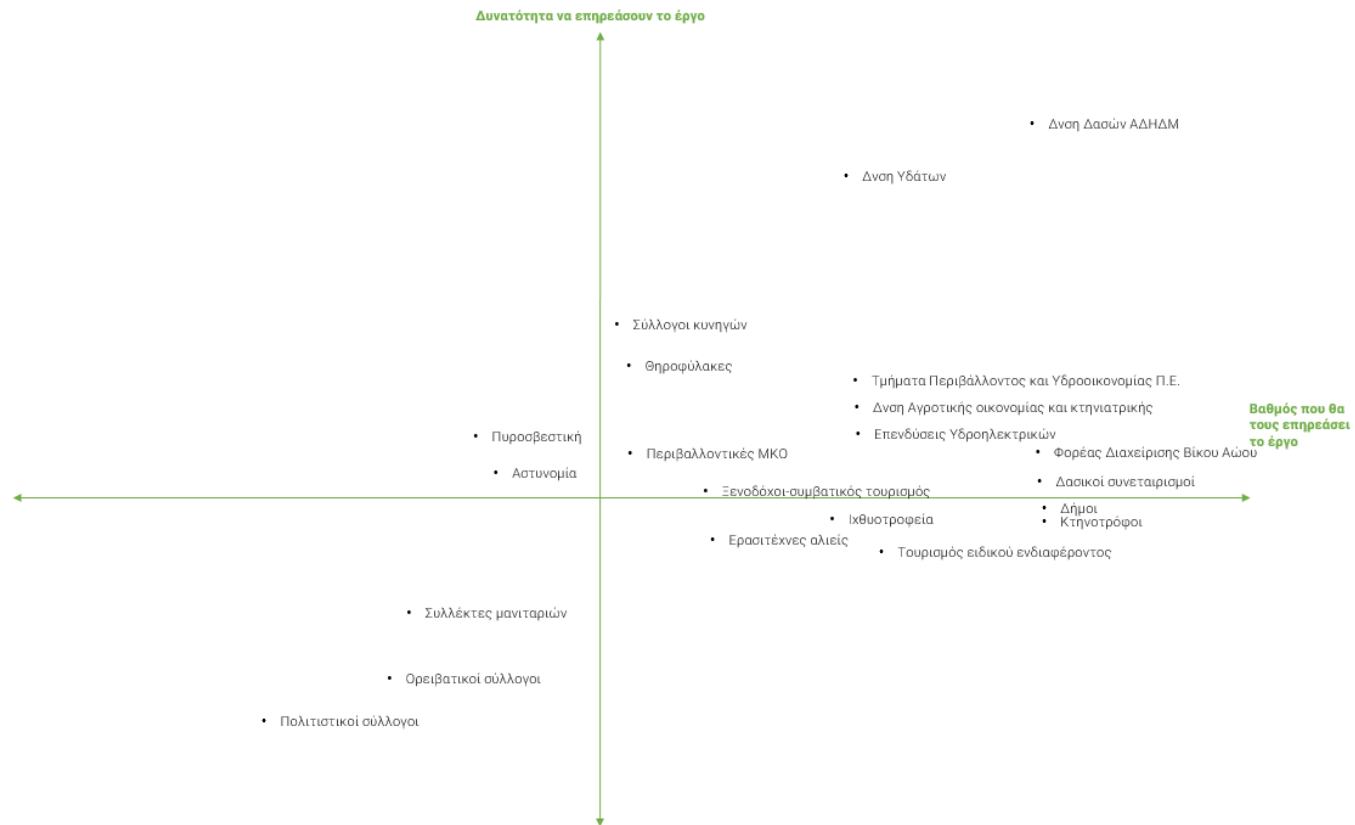 Δυνατότητα να επηρεάσουν το έργο
• Δνση Δασών ΑΔΗΔΜ
• Δνση Υδάτων
• Σύλλογοι κυνηγών
• Θηροφύλακες
• Τμήματα Περιβάλλοντος και Υδροοικονομίας Π.Ε.
• Δνση Αγροτικής οικονομίας και κτηνιατρικής
Βαθμός που θα
τους επηρεάσει
το έργο
• Επενδύσεις Υδροηλεκτρικών
• Πυροσβεστική
• Περιβαλλοντικές ΜΚΟ
• Φορέας Διαχείρισης Βίκου Αώου
• Αστυνομία
• Δασικοί συνεταιρισμοί
• Ξενοδόχοι-συμβατικός τουρισμός
• Δήμοι
• Ιχθυοτροφεία
• Κτηνοτρόφοι
• Ερασιτέχνες αλιείς
• Τουρισμός ειδικού ενδιαφέροντος
• Συλλέκτες μανιταριών
• Ορειβατικοί σύλλογοι
• Πολιτιστικοί σύλλογοι